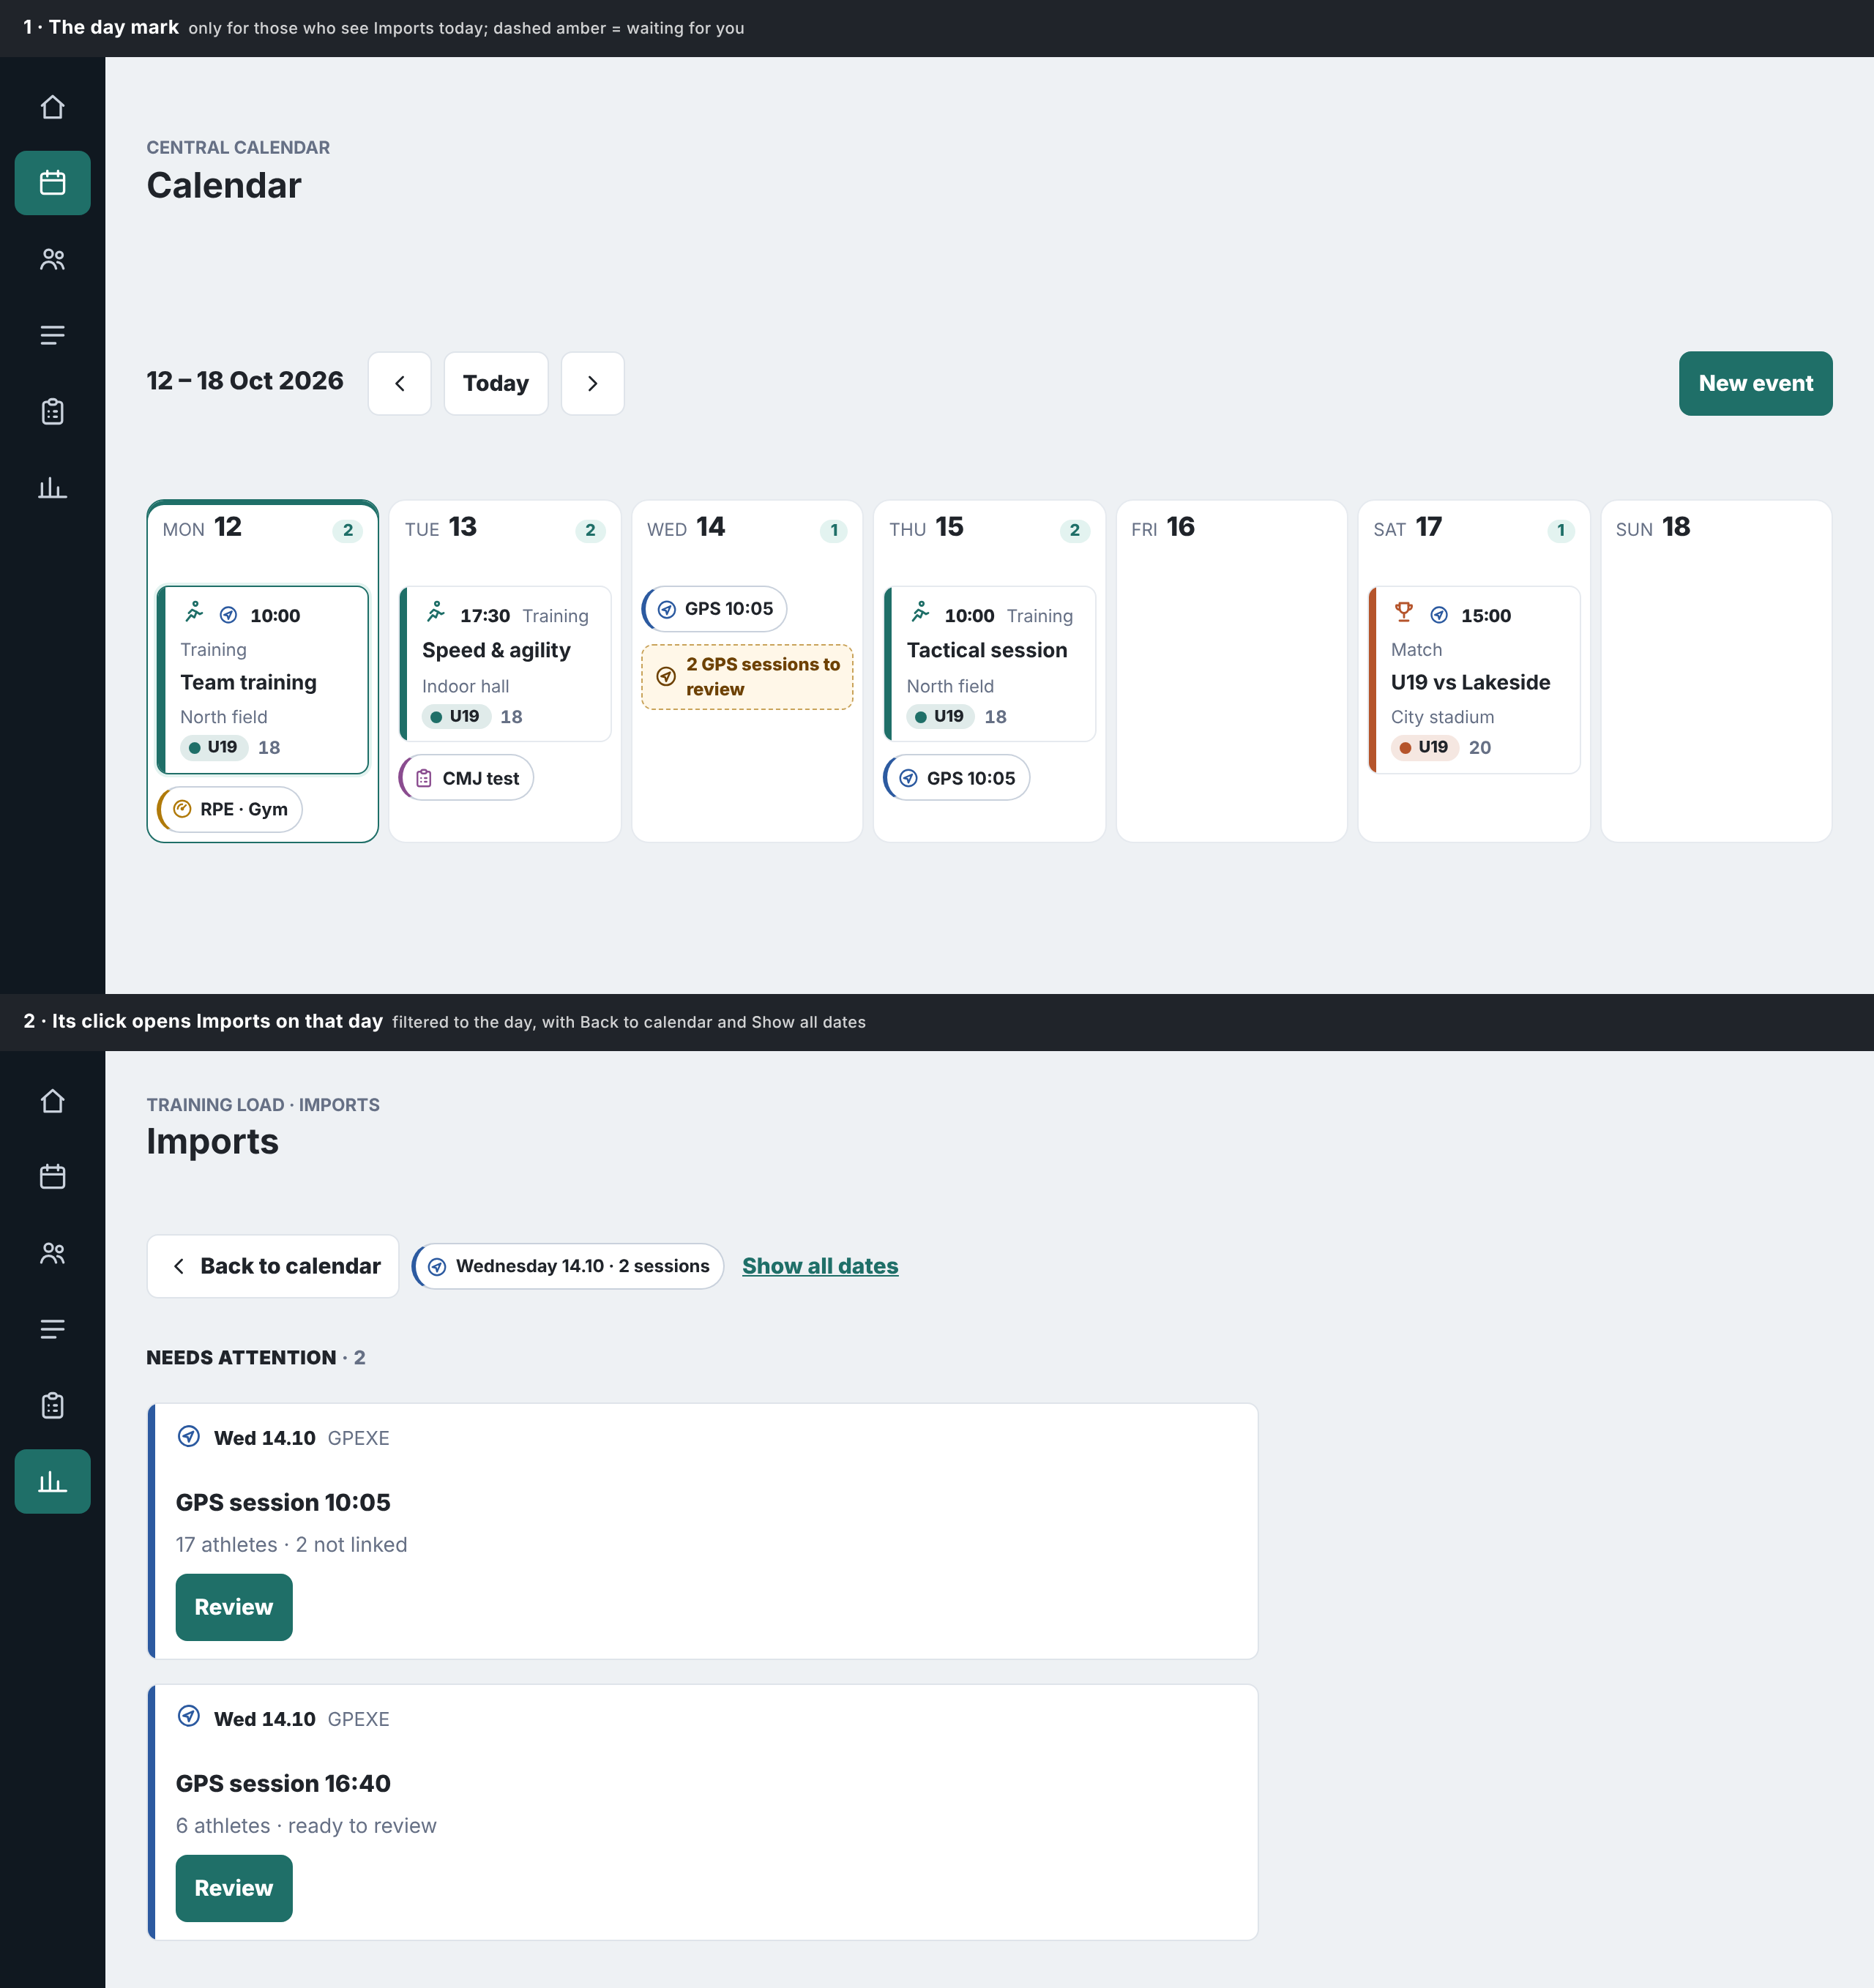 1 · The day mark only for those who see Imports today; dashed amber = waiting for you
CENTRAL CALENDAR
Calendar
12 – 18 Oct 2026
Today
New event
MON 12 2
10:00
Training
Team training
North field
U19 18
RPE · Gym
TUE 13 2
17:30 Training
Speed & agility
Indoor hall
U19 18
CMJ test
WED 14 1
GPS 10:05
2 GPS sessions to
review
THU 15 2
10:00 Training
Tactical session
North field
U19 18
GPS 10:05
FRI 16
SAT 17 1
15:00
Match
U19 vs Lakeside
City stadium
U19 20
SUN 18
2 · Its click opens Imports on that day filtered to the day, with Back to calendar and Show all dates
TRAINING LOAD · IMPORTS
Imports
Back to calendar
Wednesday 14.10 · 2 sessions
Show all dates
NEEDS ATTENTION · 2
Wed 14.10 GPEXE
GPS session 10:05
17 athletes · 2 not linked
Review
Wed 14.10 GPEXE
GPS session 16:40
6 athletes · ready to review
Review